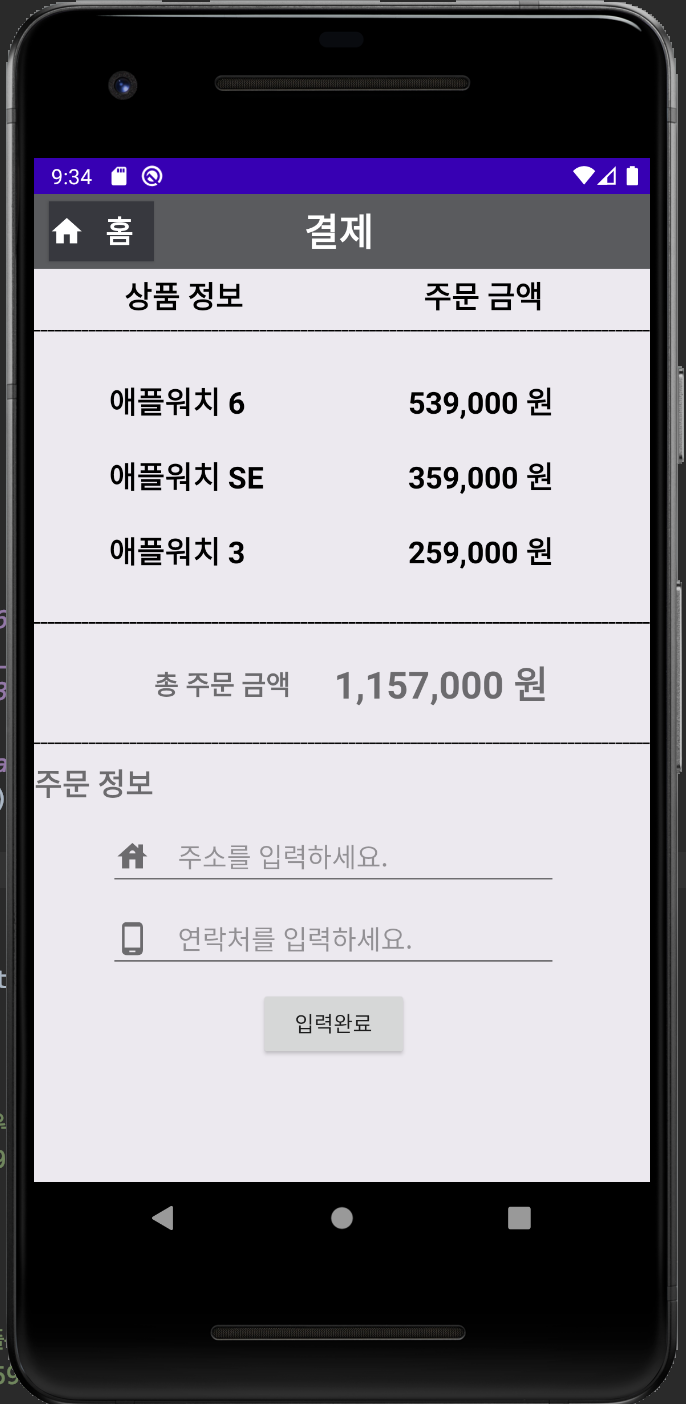 9:34
홈 결제
상품 정보 주문 금액
애플워치 6 539,000 원
애플워치 SE 359,000 원
애플워치 3 259,000 원
총 주문 금액 1,157,000 원
주문 정보
주소를 입력하세요.
연락처를 입력하세요.
입력완료